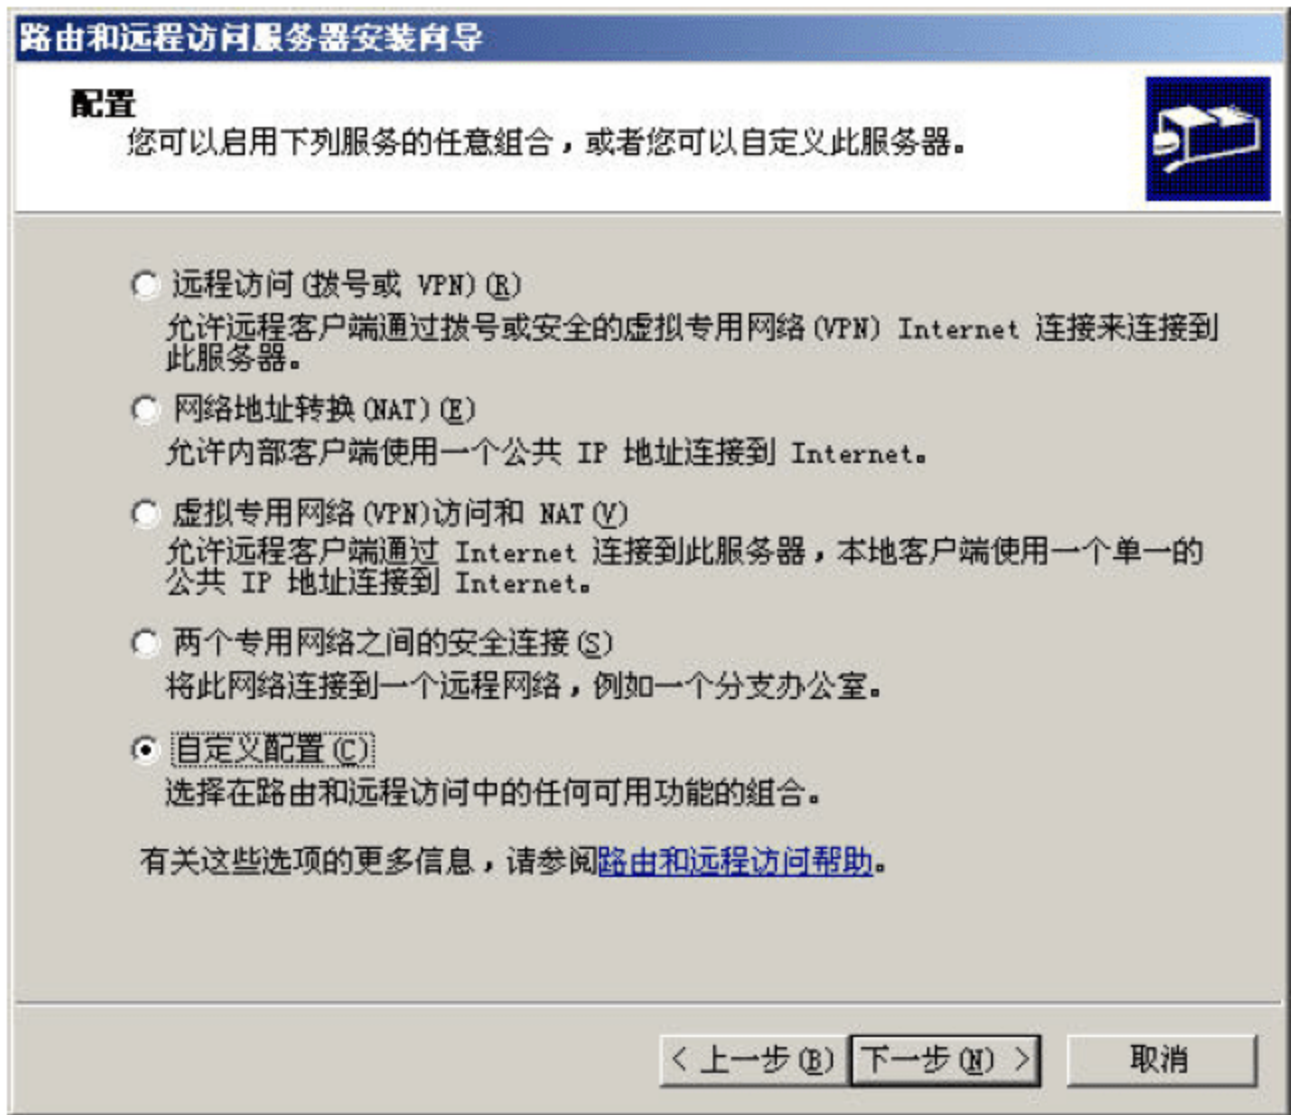 路由和远程访问服务器安装向导
配置
您可以启用下列服务的任意组合，或者您可以自定义此服务器。
远程访问(拨号或 VPN)(R)
允许远程客户端通过拨号或安全的虚拟专用网络(VPN) Internet 连接来连接到
此服务器。
网络地址转换(NAT)(E)
允许内部客户端使用一个公共 IP 地址连接到 Internet。
虚拟专用网络(VPN)访问和 NAT(V)
允许远程客户端通过 Internet 连接到此服务器，本地客户端使用一个单一的
公共 IP 地址连接到 Internet。
两个专用网络之间的安全连接(S)
将此网络连接到一个远程网络，例如一个分支办公室。
自定义配置(C)
选择在路由和远程访问中的任何可用功能的组合。
有关这些选项的更多信息，请参阅路由和远程访问帮助。
< 上一步(B) 下一步(N) > 取消